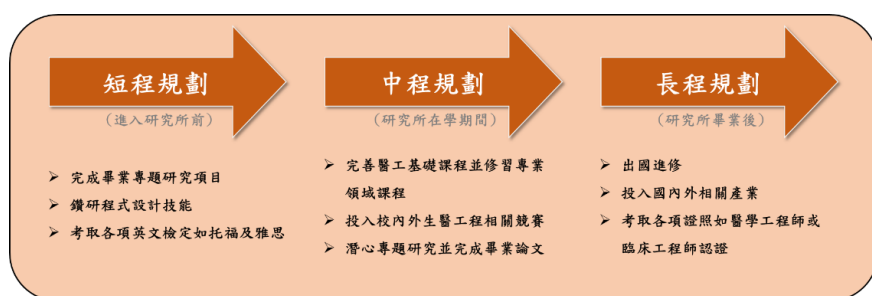 短程規劃
（進入研究所前）
➢ 完成畢業專題研究項目
➢ 鑽研程式設計技能
➢ 考取各項英文檢定如托福及雅思
中程規劃
（研究所在學期間）
➢ 完善醫工基礎課程並修習專業
領域課程
➢ 投入校內外生醫工程相關競賽
➢ 潛心專題研究並完成畢業論文
長程規劃
（研究所畢業後）
➢ 出國進修
➢ 投入國內外相關產業
➢ 考取各項證照如醫學工程師或
臨床工程師認證